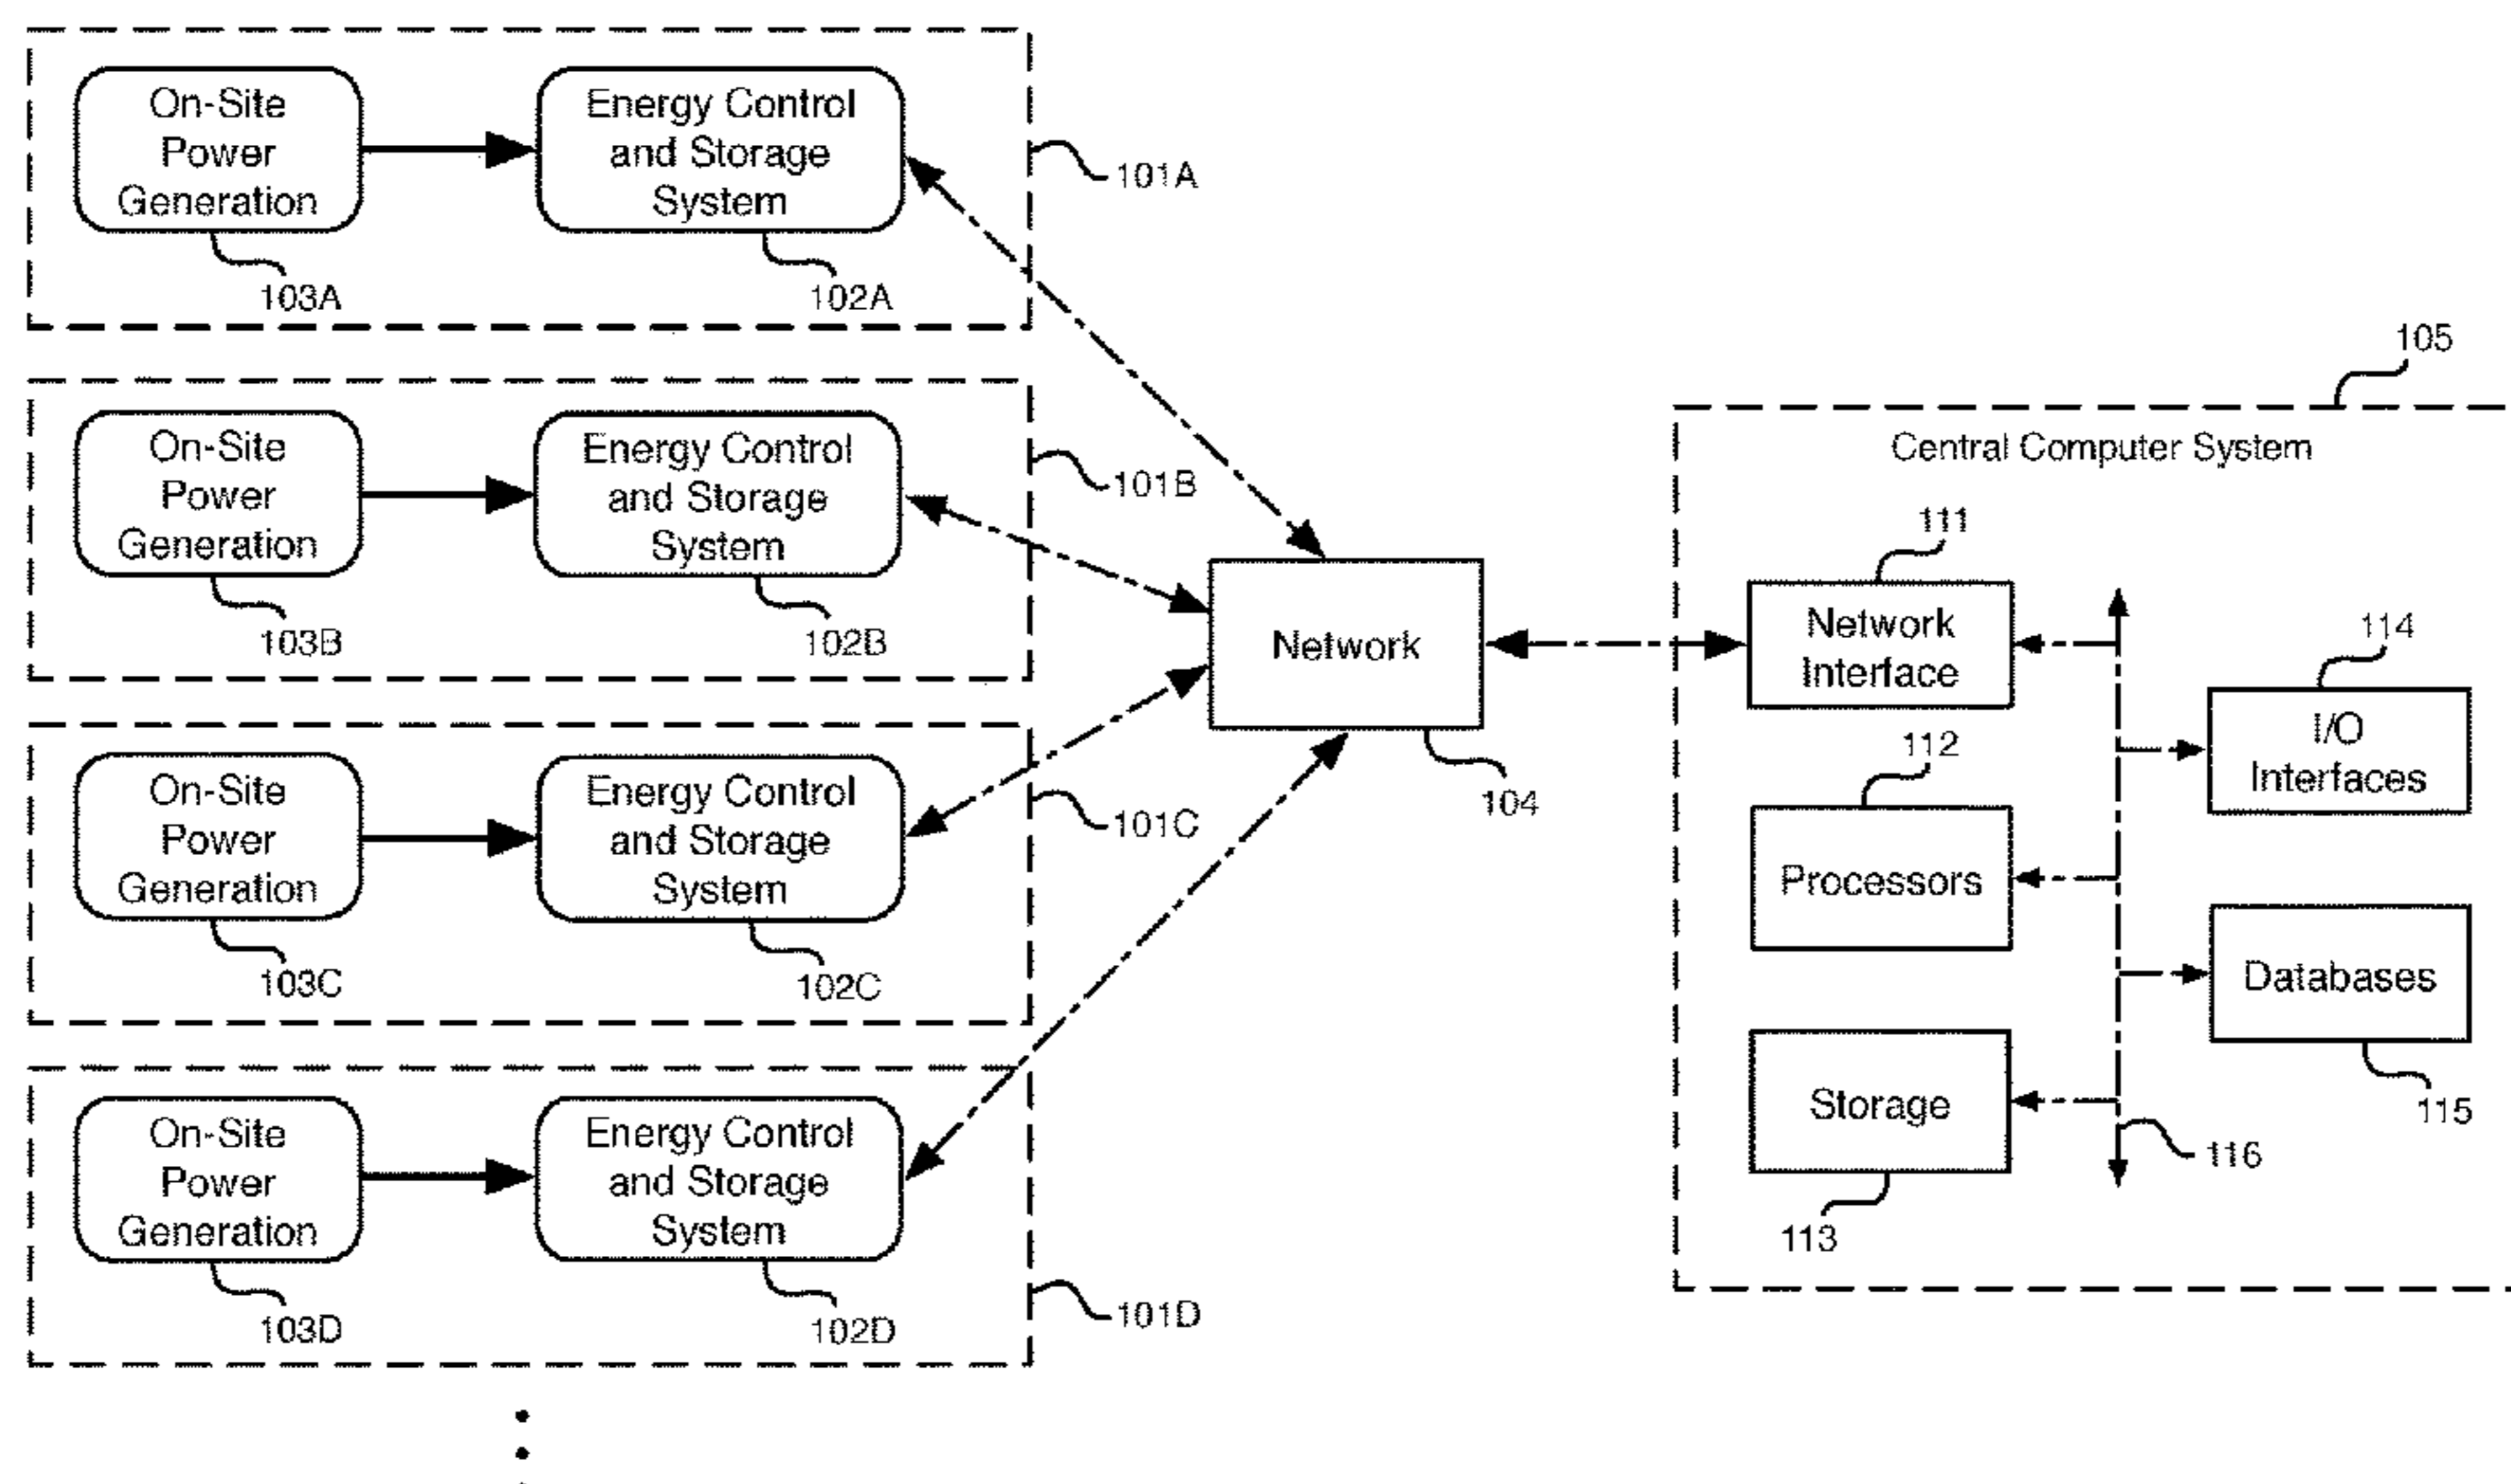 On-Site
Power
Generation
103A
Energy Control
and Storage
System
102A
101A
On-Site
Power
Generation
103B
Energy Control
and Storage
System
102B
101B
On-Site
Power
Generation
103C
Energy Control
and Storage
System
102C
101C
On-Site
Power
Generation
103D
Energy Control
and Storage
System
102D
101D
Network
104
105
Central Computer System
111
Network
Interface
112
Processors
Storage
113
114
I/O
Interfaces
Databases
115
116